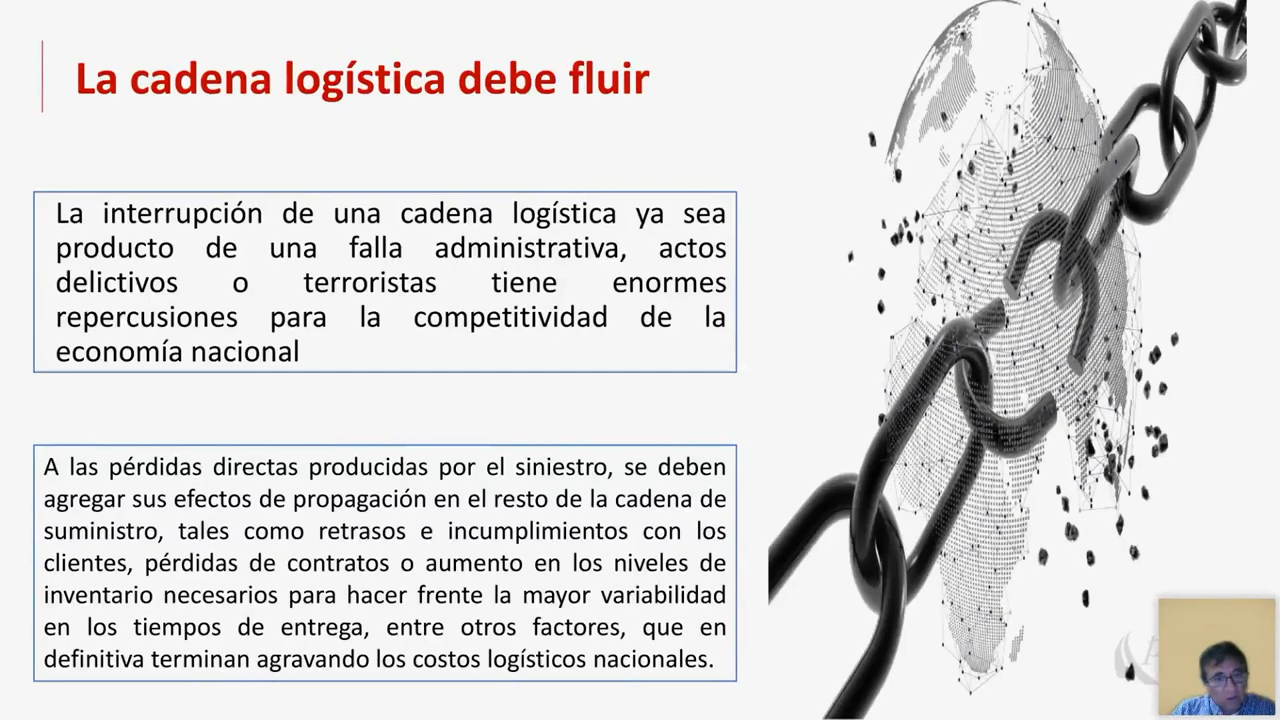 La cadena logística debe fluir
La interrupción de una cadena logística ya sea
producto de una falla administrativa, actos
delictivos o terroristas tiene enormes
repercusiones para la competitividad de la
economía nacional
A las pérdidas directas producidas por el siniestro, se deben
agregar sus efectos de propagación en el resto de la cadena de
suministro, tales como retrasos e incumplimientos con los
clientes, pérdidas de contratos o aumento en los niveles de
inventario necesarios para hacer frente la mayor variabilidad
en los tiempos de entrega, entre otros factores, que en
definitiva terminan agravando los costos logísticos nacionales.